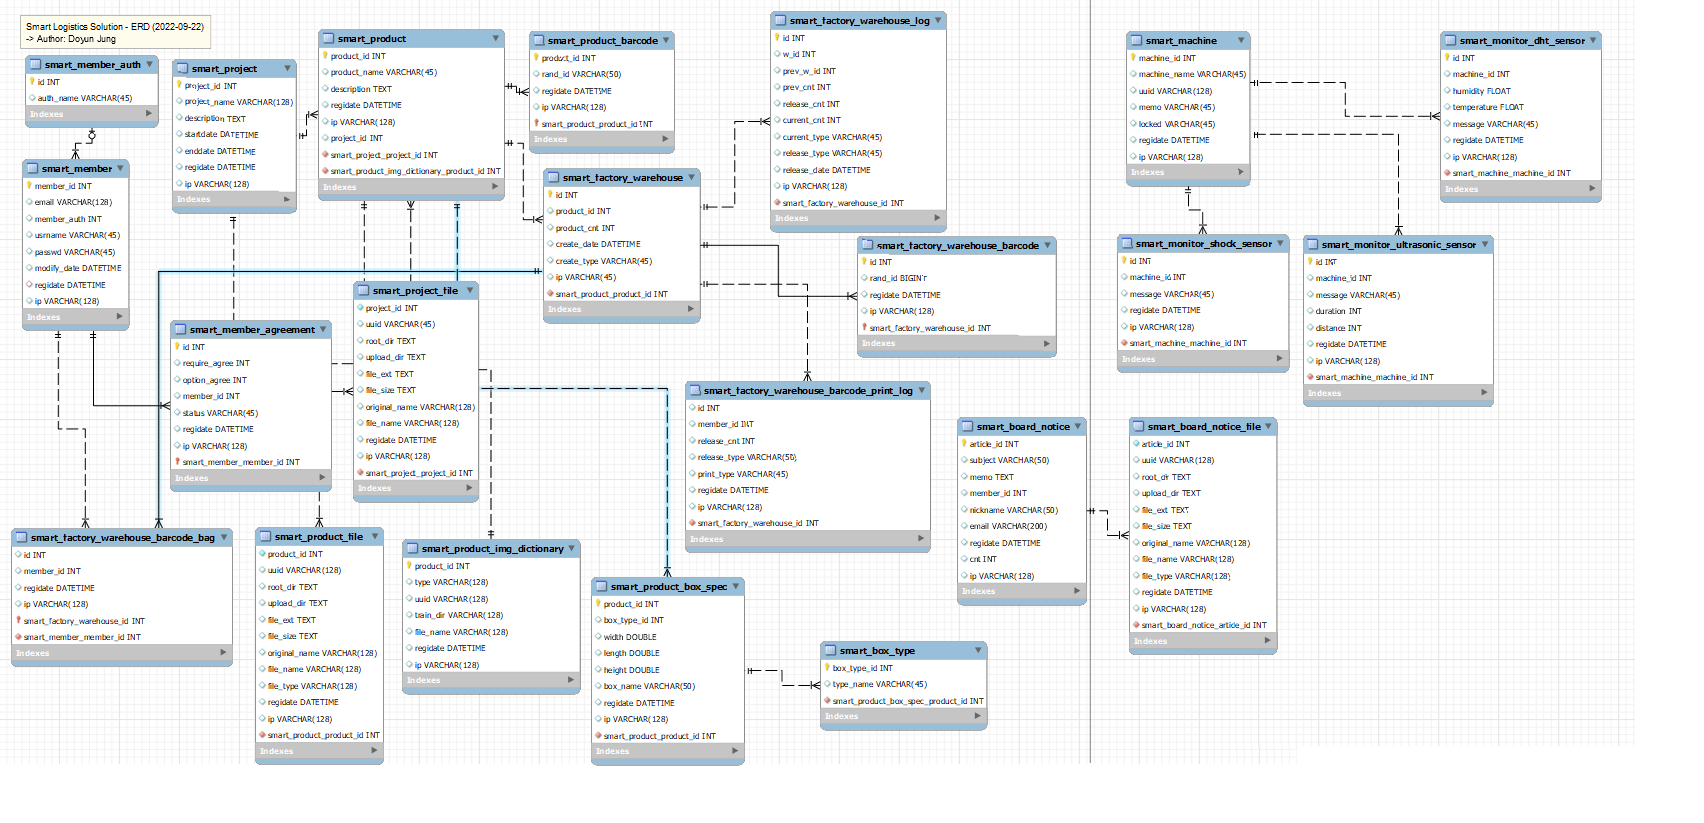 Smart Logistics Solution - ERD (2022-09-22)
-> Author: Doyun Jung
smart_member_auth
id INT
auth_name VARCHAR(45)
Indexes
smart_project
project_id INT
project_name VARCHAR(128)
description TEXT
startdate DATETIME
enddate DATETIME
regidate DATETIME
ip VARCHAR(128)
Indexes
smart_product
product_id INT
product_name VARCHAR(45)
description TEXT
regidate DATETIME
ip VARCHAR(128)
project_id INT
smart_project_project_id INT
smart_product_img_dictionary_product_id INT
Indexes
smart_product_barcode
product_id INT
rand_id VARCHAR(50)
regidate DATETIME
ip VARCHAR(128)
smart_product_product_id INT
Indexes
smart_factory_warehouse_log
id INT
w_id INT
prev_w_id INT
prev_cnt INT
release_cnt INT
current_cnt INT
current_type VARCHAR(45)
release_type VARCHAR(45)
release_date DATETIME
ip VARCHAR(128)
smart_factory_warehouse_id INT
Indexes
smart_machine
machine_id INT
machine_name VARCHAR(45)
uuid VARCHAR(128)
memo VARCHAR(45)
locked VARCHAR(45)
regidate DATETIME
ip VARCHAR(128)
Indexes
smart_monitor_dht_sensor
id INT
machine_id INT
humidity FLOAT
temperature FLOAT
message VARCHAR(45)
regidate DATETIME
ip VARCHAR(128)
smart_machine_machine_id INT
Indexes
smart_member
member_id INT
email VARCHAR(128)
member_auth INT
usrname VARCHAR(45)
passwd VARCHAR(45)
modify_date DATETIME
regidate DATETIME
ip VARCHAR(128)
Indexes
smart_factory_warehouse
id INT
product_id INT
product_cnt INT
create_date DATETIME
create_type VARCHAR(45)
ip VARCHAR(45)
smart_product_product_id INT
Indexes
smart_factory_warehouse_barcode
id INT
rand_id BIGINT
regidate DATETIME
ip VARCHAR(128)
smart_factory_warehouse_id INT
Indexes
smart_monitor_shock_sensor
id INT
machine_id INT
message VARCHAR(45)
regidate DATETIME
ip VARCHAR(128)
smart_machine_machine_id INT
Indexes
smart_monitor_ultrasonic_sensor
id INT
machine_id INT
message VARCHAR(45)
duration INT
distance INT
regidate DATETIME
ip VARCHAR(128)
smart_machine_machine_id INT
Indexes
smart_member_agreement
id INT
require_agree INT
option_agree INT
member_id INT
status VARCHAR(45)
regidate DATETIME
ip VARCHAR(128)
smart_member_member_id INT
Indexes
smart_project_file
project_id INT
uuid VARCHAR(45)
root_dir TEXT
upload_dir TEXT
file_ext TEXT
file_size TEXT
original_name VARCHAR(128)
file_name VARCHAR(128)
regidate DATETIME
ip VARCHAR(128)
smart_project_project_id INT
Indexes
smart_factory_warehouse_barcode_print_log
id INT
member_id INT
release_cnt INT
release_type VARCHAR(50)
print_type VARCHAR(45)
regidate DATETIME
ip VARCHAR(128)
smart_factory_warehouse_id INT
Indexes
smart_board_notice
article_id INT
subject VARCHAR(50)
memo TEXT
member_id INT
nickname VARCHAR(50)
email VARCHAR(200)
regidate DATETIME
cnt INT
ip VARCHAR(128)
Indexes
smart_board_notice_file
article_id INT
uuid VARCHAR(128)
root_dir TEXT
upload_dir TEXT
file_ext TEXT
file_size TEXT
original_name VARCHAR(128)
file_name VARCHAR(128)
file_type VARCHAR(128)
regidate DATETIME
ip VARCHAR(128)
smart_board_notice_article_id INT
Indexes
smart_factory_warehouse_barcode_bag
id INT
member_id INT
regidate DATETIME
ip VARCHAR(128)
smart_factory_warehouse_id INT
smart_member_member_id INT
Indexes
smart_product_file
product_id INT
uuid VARCHAR(128)
root_dir TEXT
upload_dir TEXT
file_ext TEXT
file_size TEXT
original_name VARCHAR(128)
file_name VARCHAR(128)
file_type VARCHAR(128)
regidate DATETIME
ip VARCHAR(128)
smart_product_product_id INT
Indexes
smart_product_img_dictionary
product_id INT
type VARCHAR(128)
uuid VARCHAR(128)
train_dir VARCHAR(128)
file_name VARCHAR(128)
regidate DATETIME
ip VARCHAR(128)
Indexes
smart_product_box_spec
product_id INT
box_type_id INT
width DOUBLE
length DOUBLE
height DOUBLE
box_name VARCHAR(50)
regidate DATETIME
ip VARCHAR(128)
smart_product_product_id INT
Indexes
smart_box_type
box_type_id INT
type_name VARCHAR(45)
smart_product_box_spec_product_id INT
Indexes